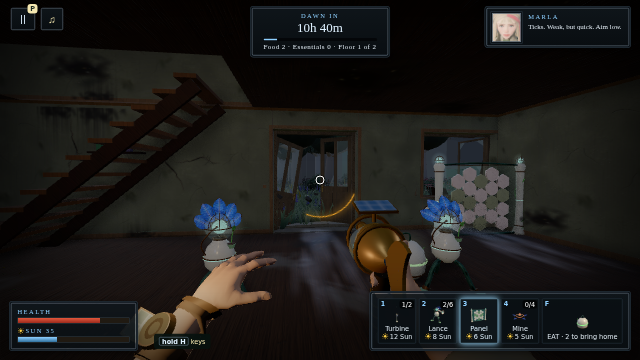 P
DAWN IN
10h 40m
Food 2 · Essentials 0 · Floor 1 of 2
MARLA
Ticks. Weak, but quick. Aim low.
HEALTH
SUN 35
hold H keys
1 1/2
Turbine
12 Sun
2 2/6
Lance
8 Sun
3
Panel
6 Sun
4 0/4
Mine
5 Sun
F
EAT · 2 to bring home